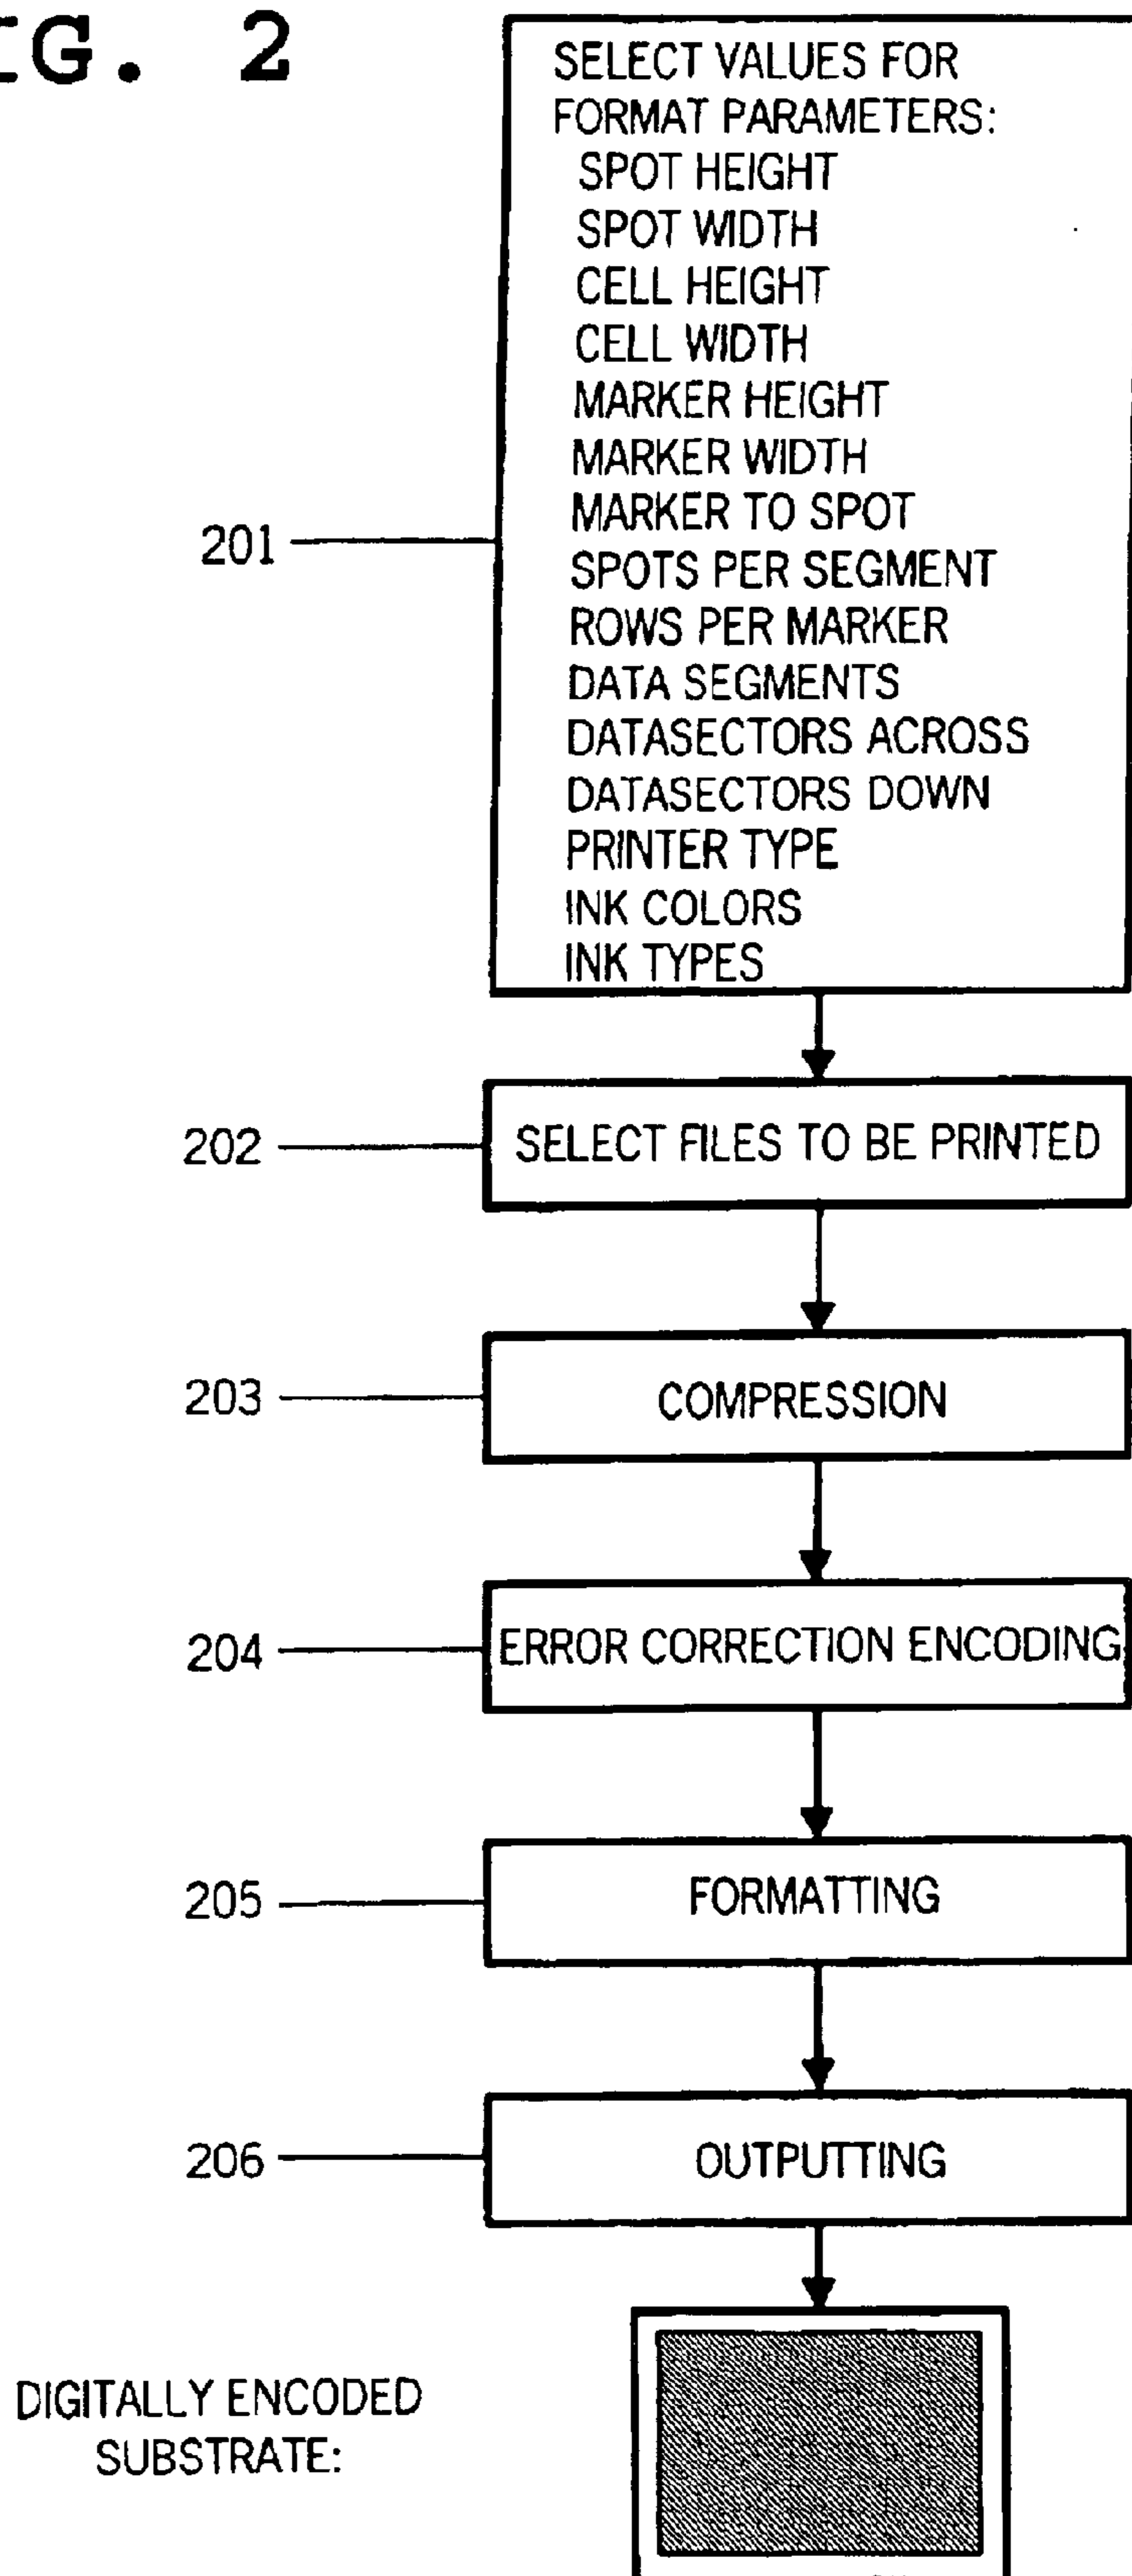 IG. 2
SELECT VALUES FOR
FORMAT PARAMETERS:
SPOT HEIGHT
SPOT WIDTH
CELL HEIGHT
CELL WIDTH
MARKER HEIGHT
MARKER WIDTH
MARKER TO SPOT
SPOTS PER SEGMENT
ROWS PER MARKER
DATA SEGMENTS
DATASECTORS ACROSS
DATASECTORS DOWN
PRINTER TYPE
INK COLORS
INK TYPES
201
202
SELECT FILES TO BE PRINTED
203
COMPRESSION
204
ERROR CORRECTION ENCODING
205
FORMATTING
206
OUTPUTTING
DIGITALLY ENCODED
SUBSTRATE: